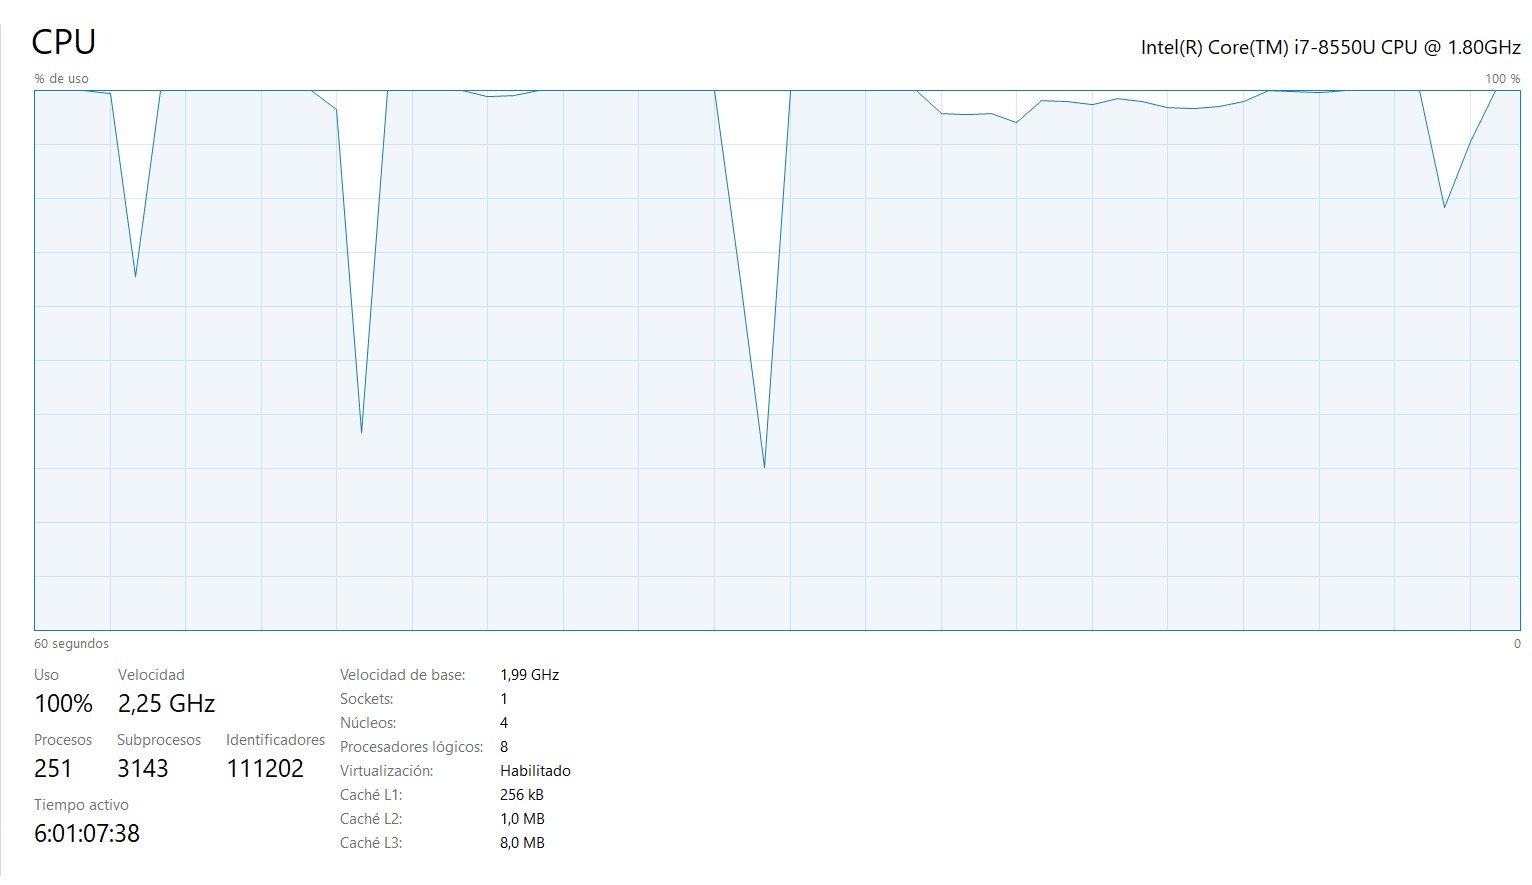 CPU
Intel(R) Core(TM) i7-8550U CPU @ 1.80GHz
% de uso
100 %
60 segundos
0
Uso
Velocidad
100%
2,25 GHz
Procesos
Subprocesos
Identificadores
251
3143
111202
Tiempo activo
6:01:07:38
Velocidad de base:
1,99 GHz
Sockets:
1
Núcleos:
4
Procesadores lógicos:
8
Virtualización:
Habilitado
Caché L1:
256 kB
Caché L2:
1,0 MB
Caché L3:
8,0 MB